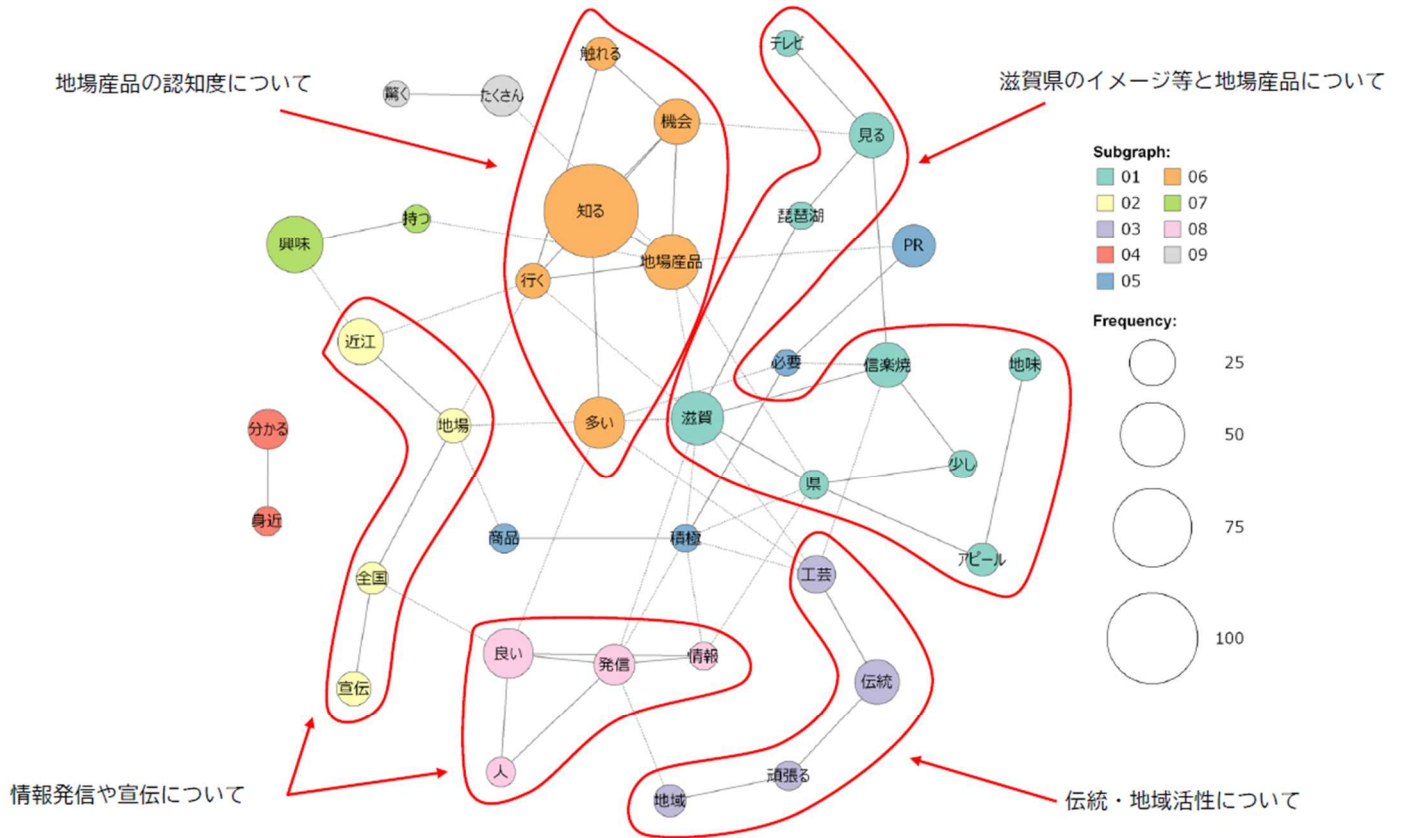 地場産品の認知度について
滋賀県のイメージ等と地場産品について
触れる
テレビ
驚く
たくさん
機会
見る
知る
琵琶湖
興味
持つ
地場産品
PR
行く
近江
必要
信楽焼
地味
分かる
地場
多い
滋賀
少し
県
身近
商品
積極
アピール
全国
工芸
良い
発信
情報
宣伝
伝統
人
地域
頑張る
情報発信や宣伝について
伝統・地域活性について
Subgraph:
01 06
02 07
03 08
04 09
05
Frequency:
25
50
75
100